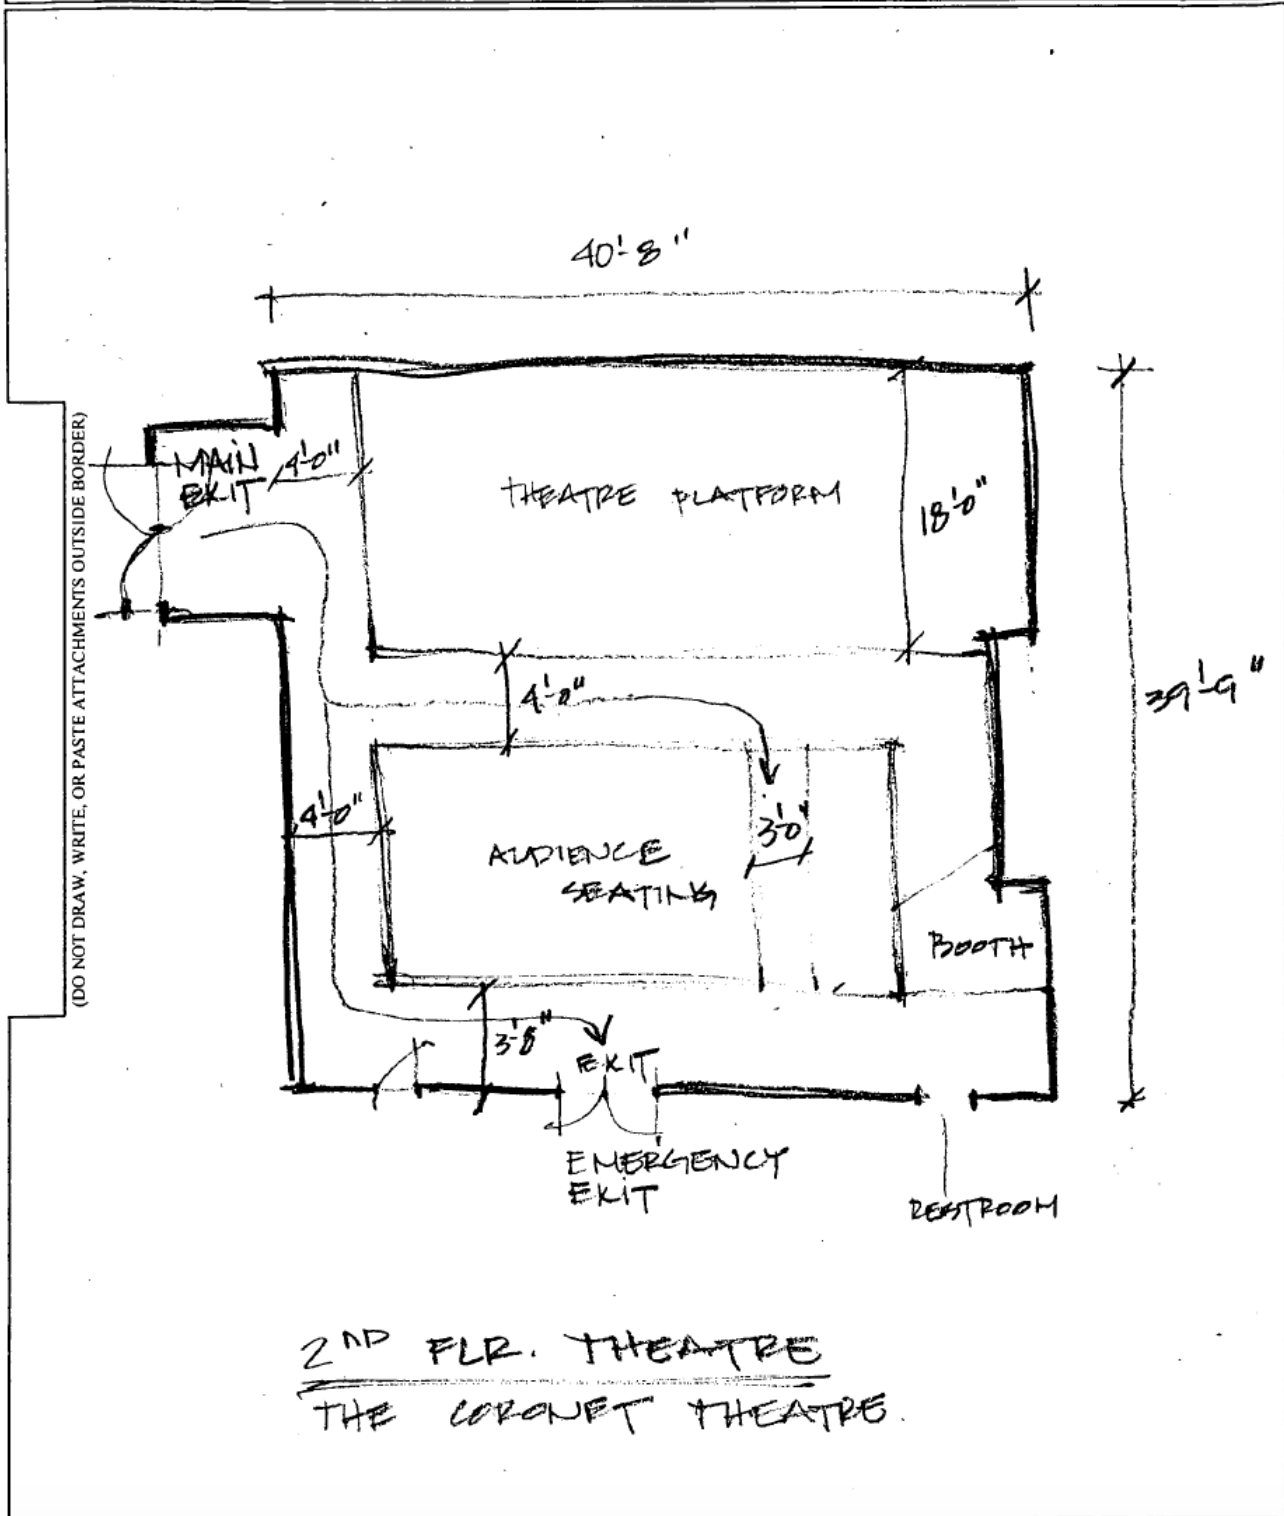 40'-8"
MAIN
EXIT
4'-0"
THEATRE PLATFORM
18'-0"
(DO NOT DRAW, WRITE, OR PASTE ATTACHMENTS OUTSIDE BORDER)
4'-0"
39'-9"
4'-0"
3'-0"
AUDIENCE
SEATING
BOOTH
3'-8"
EXIT
EMERGENCY
EXIT
RESTROOM
2ND FLR. THEATRE
THE CORONET THEATRE.